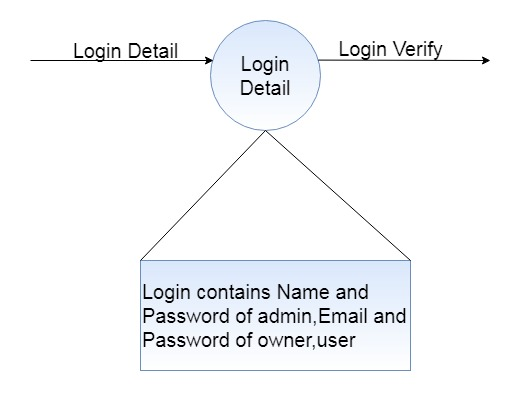 Login Detail
Login
Detail
Login Verify
Login contains Name and
Password of admin,Email and
Password of owner,user